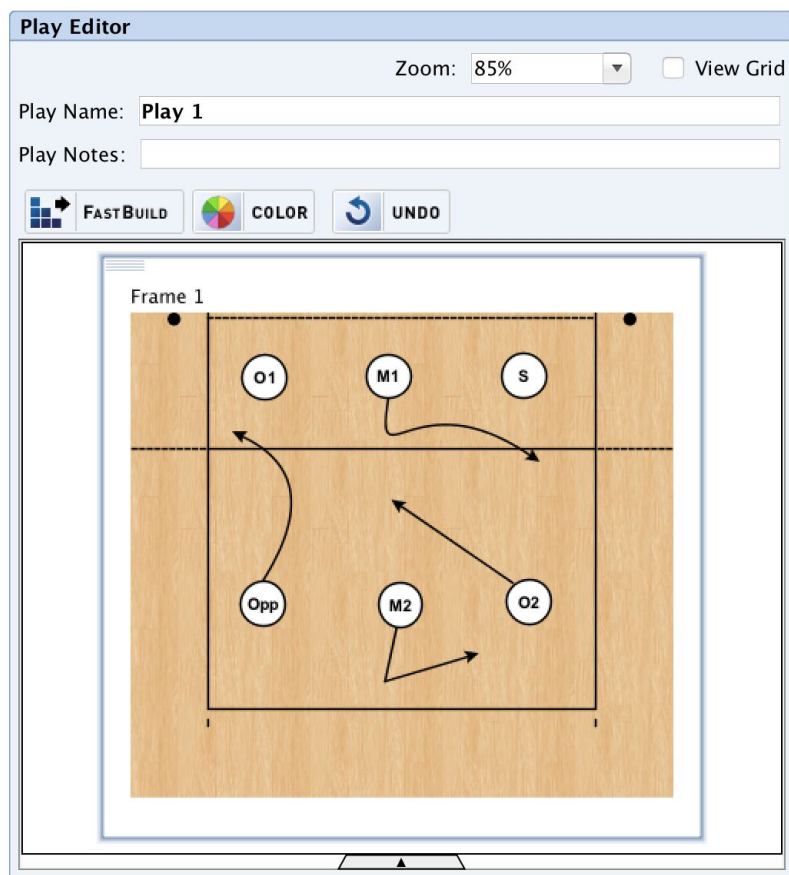 Play Editor
Zoom: 85% View Grid
Play Name: Play 1
Play Notes:
FASTBUILD COLOR UNDO
Frame 1
O1 M1 S
Opp M2 O2